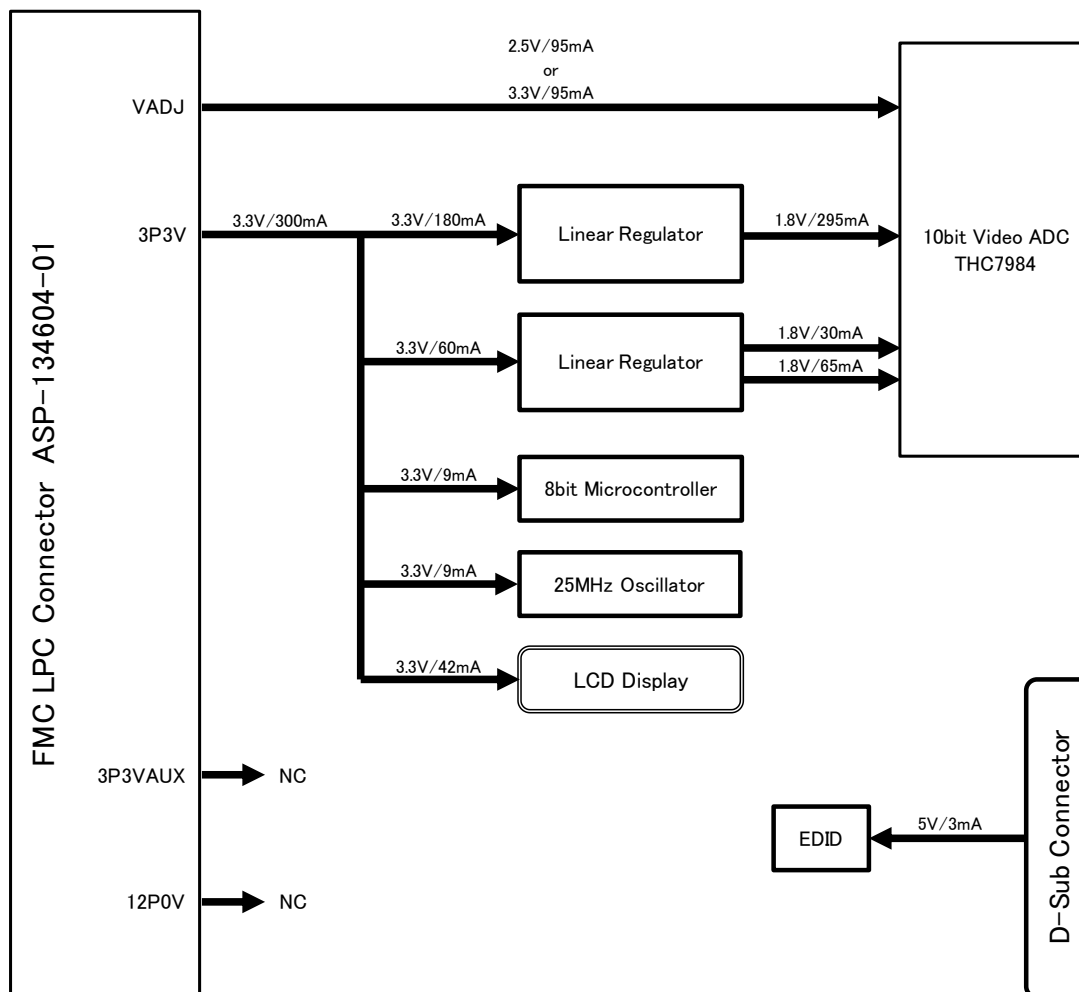 FMC LPC Connector ASP-134604-01
VADJ
2.5V/95mA
or
3.3V/95mA
3P3V
3.3V/300mA
3.3V/180mA
Linear Regulator
1.8V/295mA
10bit Video ADC
THC7984
3.3V/60mA
Linear Regulator
1.8V/30mA
1.8V/65mA
3.3V/9mA
8bit Microcontroller
3.3V/9mA
25MHz Oscillator
3.3V/42mA
LCD Display
3P3VAUX
NC
12P0V
NC
EDID
5V/3mA
D-Sub Connector